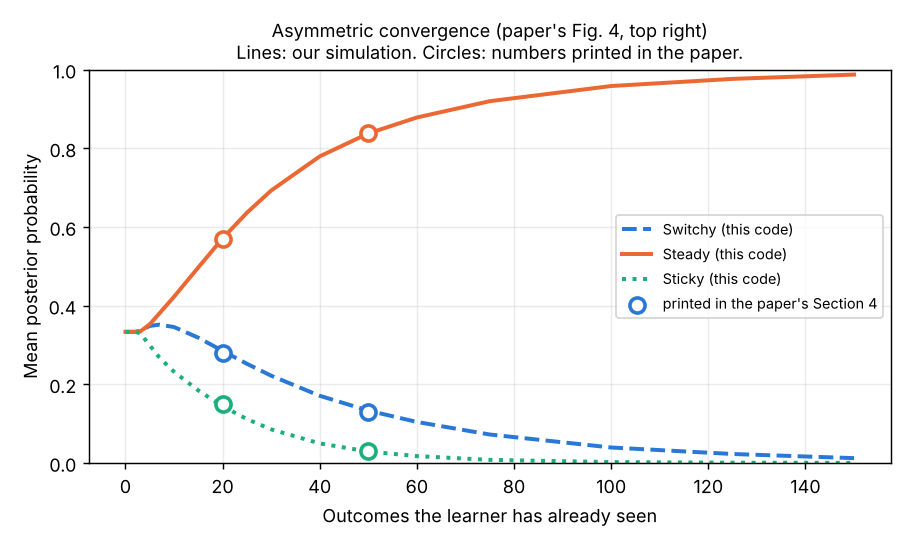 Asymmetric convergence (paper's Fig. 4, top right)
Lines: our simulation. Circles: numbers printed in the paper.
Mean posterior probability
1.0
0.8
0.6
0.4
0.2
0.0
Switchy (this code)
Steady (this code)
Sticky (this code)
printed in the paper's Section 4
0 20 40 60 80 100 120 140
Outcomes the learner has already seen